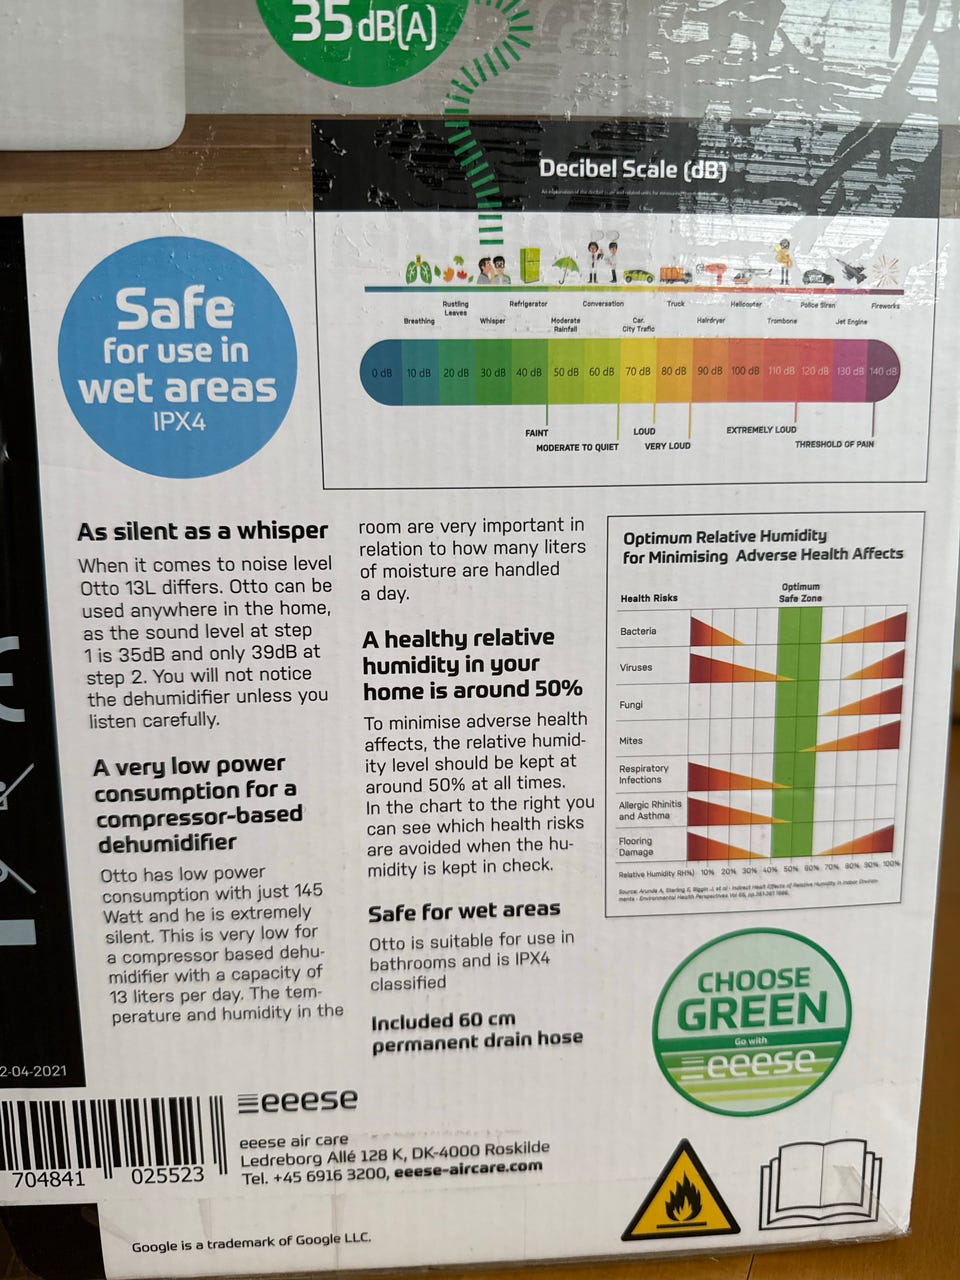 35 dB(A)
Decibel Scale (dB)
Safe
for use in
wet areas
IPX4
Rustling
Leaves
Refrigerator
Conversation
Truck
Helicopter
Police Siren
Fireworks
Breathing
Whisper
Moderate
Rainfall
Car,
City Traffic
Hairdryer
Trombone
Jet Engine
0 dB 10 dB 20 dB 30 dB 40 dB 50 dB 60 dB 70 dB 80 dB 90 dB 100 dB 110 dB 120 dB 130 dB 140 dB
FAINT
LOUD
EXTREMELY LOUD
MODERATE TO QUIET
VERY LOUD
THRESHOLD OF PAIN
As silent as a whisper
When it comes to noise level
Otto 13L differs. Otto can be
used anywhere in the home,
as the sound level at step
1 is 35dB and only 39dB at
step 2. You will not notice
the dehumidifier unless you
listen carefully.
A very low power
consumption for a
compressor-based
dehumidifier
Otto has low power
consumption with just 145
Watt and he is extremely
silent. This is very low for
a compressor based dehu-
midifier with a capacity of
13 liters per day. The tem-
perature and humidity in the
room are very important in
relation to how many liters
of moisture are handled
a day.
A healthy relative
humidity in your
home is around 50%
To minimise adverse health
affects, the relative humid-
ity level should be kept at
around 50% at all times.
In the chart to the right you
can see which health risks
are avoided when the hu-
midity is kept in check.
Safe for wet areas
Otto is suitable for use in
bathrooms and is IPX4
classified
Included 60 cm
permanent drain hose
Optimum Relative Humidity
for Minimising Adverse Health Affects
Health Risks
Optimum
Safe Zone
Bacteria
Viruses
Fungi
Mites
Respiratory
Infections
Allergic Rhinitis
and Asthma
Flooring
Damage
Relative Humidity RH%) 10% 20% 30% 40% 50% 60% 70% 80% 90% 100%
CHOOSE
GREEN
Go with
eeese
2-04-2021
704841 025523
eeese
eeese air care
Ledreborg Allé 128 K, DK-4000 Roskilde
Tel. +45 6916 3200, eeese-aircare.com
Google is a trademark of Google LLC.